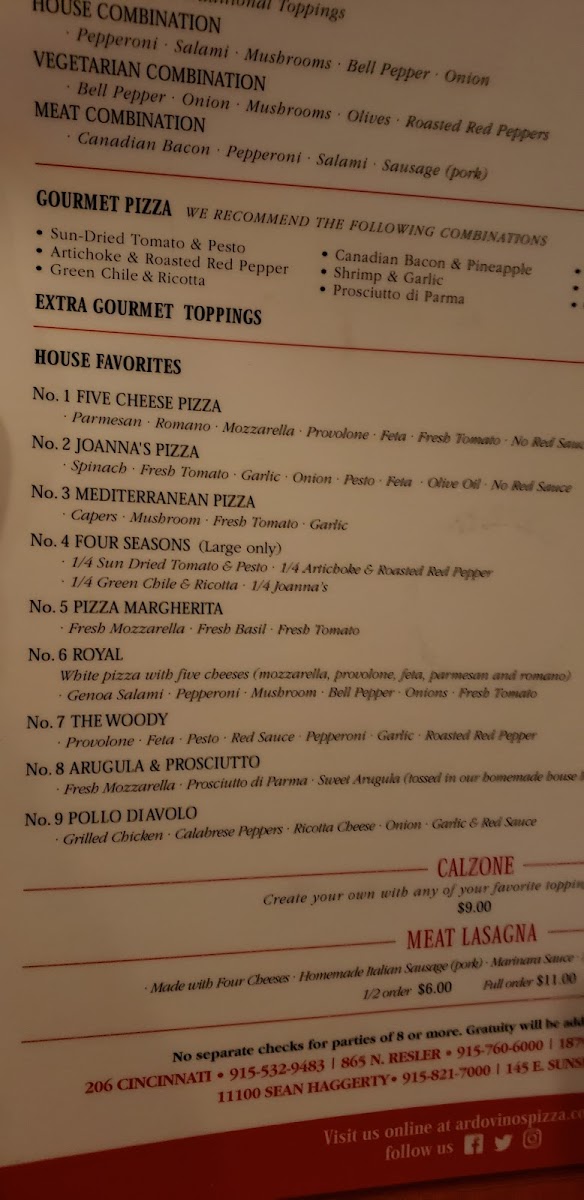 Toppings
HOUSE COMBINATION
· Pepperoni · Salami · Mushrooms · Bell Pepper · Onion
VEGETARIAN COMBINATION
· Bell Pepper · Onion · Mushrooms · Olives · Roasted Red Peppers
MEAT COMBINATION
· Canadian Bacon · Pepperoni · Salami · Sausage (pork)
GOURMET PIZZA WE RECOMMEND THE FOLLOWING COMBINATIONS
• Sun-Dried Tomato & Pesto
• Artichoke & Roasted Red Pepper
• Green Chile & Ricotta
• Canadian Bacon & Pineapple
• Shrimp & Garlic
• Prosciutto di Parma
EXTRA GOURMET TOPPINGS
HOUSE FAVORITES
No. 1 FIVE CHEESE PIZZA
· Parmesan · Romano · Mozzarella · Provolone · Feta · Fresh Tomato · No Red
No. 2 JOANNA'S PIZZA
· Spinach · Fresh Tomato · Garlic · Onion · Pesto · Feta · Olive Oil · No Red Sauce
No. 3 MEDITERRANEAN PIZZA
· Capers · Mushroom · Fresh Tomato · Garlic
No. 4 FOUR SEASONS (Large only)
· 1/4 Sun Dried Tomato & Pesto · 1/4 Artichoke & Roasted Red Pepper
· 1/4 Green Chile & Ricotta · 1/4 Joanna's
No. 5 PIZZA MARGHERITA
· Fresh Mozzarella · Fresh Basil · Fresh Tomato
No. 6 ROYAL
White pizza with five cheeses (mozzarella, provolone, feta, parmesan and romano)
· Genoa Salami · Pepperoni · Mushroom · Bell Pepper · Onions · Fresh Tomato
No. 7 THE WOODY
· Provolone · Feta · Pesto · Red Sauce · Pepperoni · Garlic · Roasted Red Pepper
No. 8 ARUGULA & PROSCIUTTO
· Fresh Mozzarella · Prosciutto di Parma · Sweet Arugula (tossed in our homemade house
No. 9 POLLO DIAVOLO
· Grilled Chicken · Calabrese Peppers · Ricotta Cheese · Onion · Garlic & Red Sauce
CALZONE
Create your own with any of your favorite
$9.00
MEAT LASAGNA
· Made with Four Cheeses · Homemade Italian Sausage (pork) · Marinara Sauce ·
1/2 order $6.00 Full order $11.00
No separate checks for parties of 8 or more. Gratuity will be
206 CINCINNATI • 915-532-9483 | 865 N. RESLER • 915-760-6000 |
11100 SEAN HAGGERTY• 915-821-7000 | 145 E.
Visit us online at ardovinospizza.co
follow us